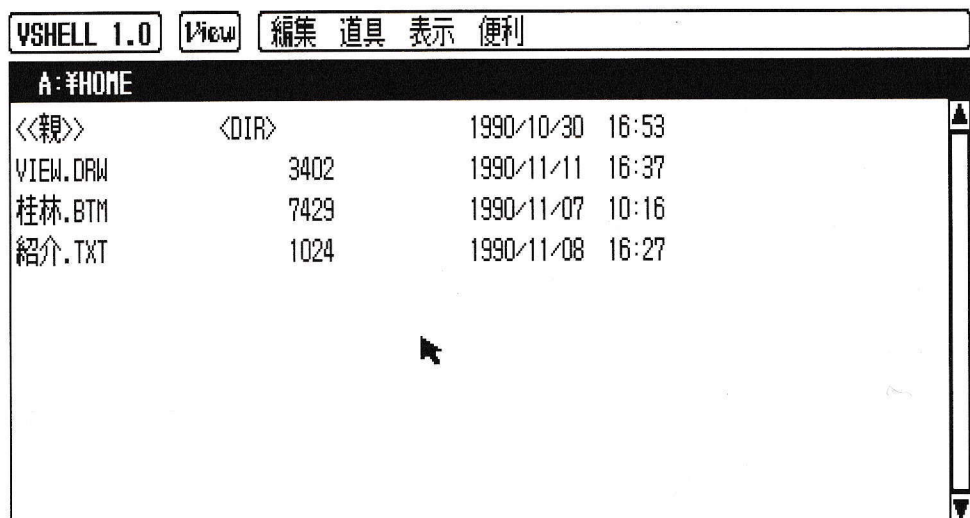 VSHELL 1.0 View 編集 道具 表示 便利
A:¥HOME
<<親>> <DIR> 1990/10/30 16:53
VIEW.DRW 3402 1990/11/11 16:37
桂林.BTM 7429 1990/11/07 10:16
紹介.TXT 1024 1990/11/08 16:27